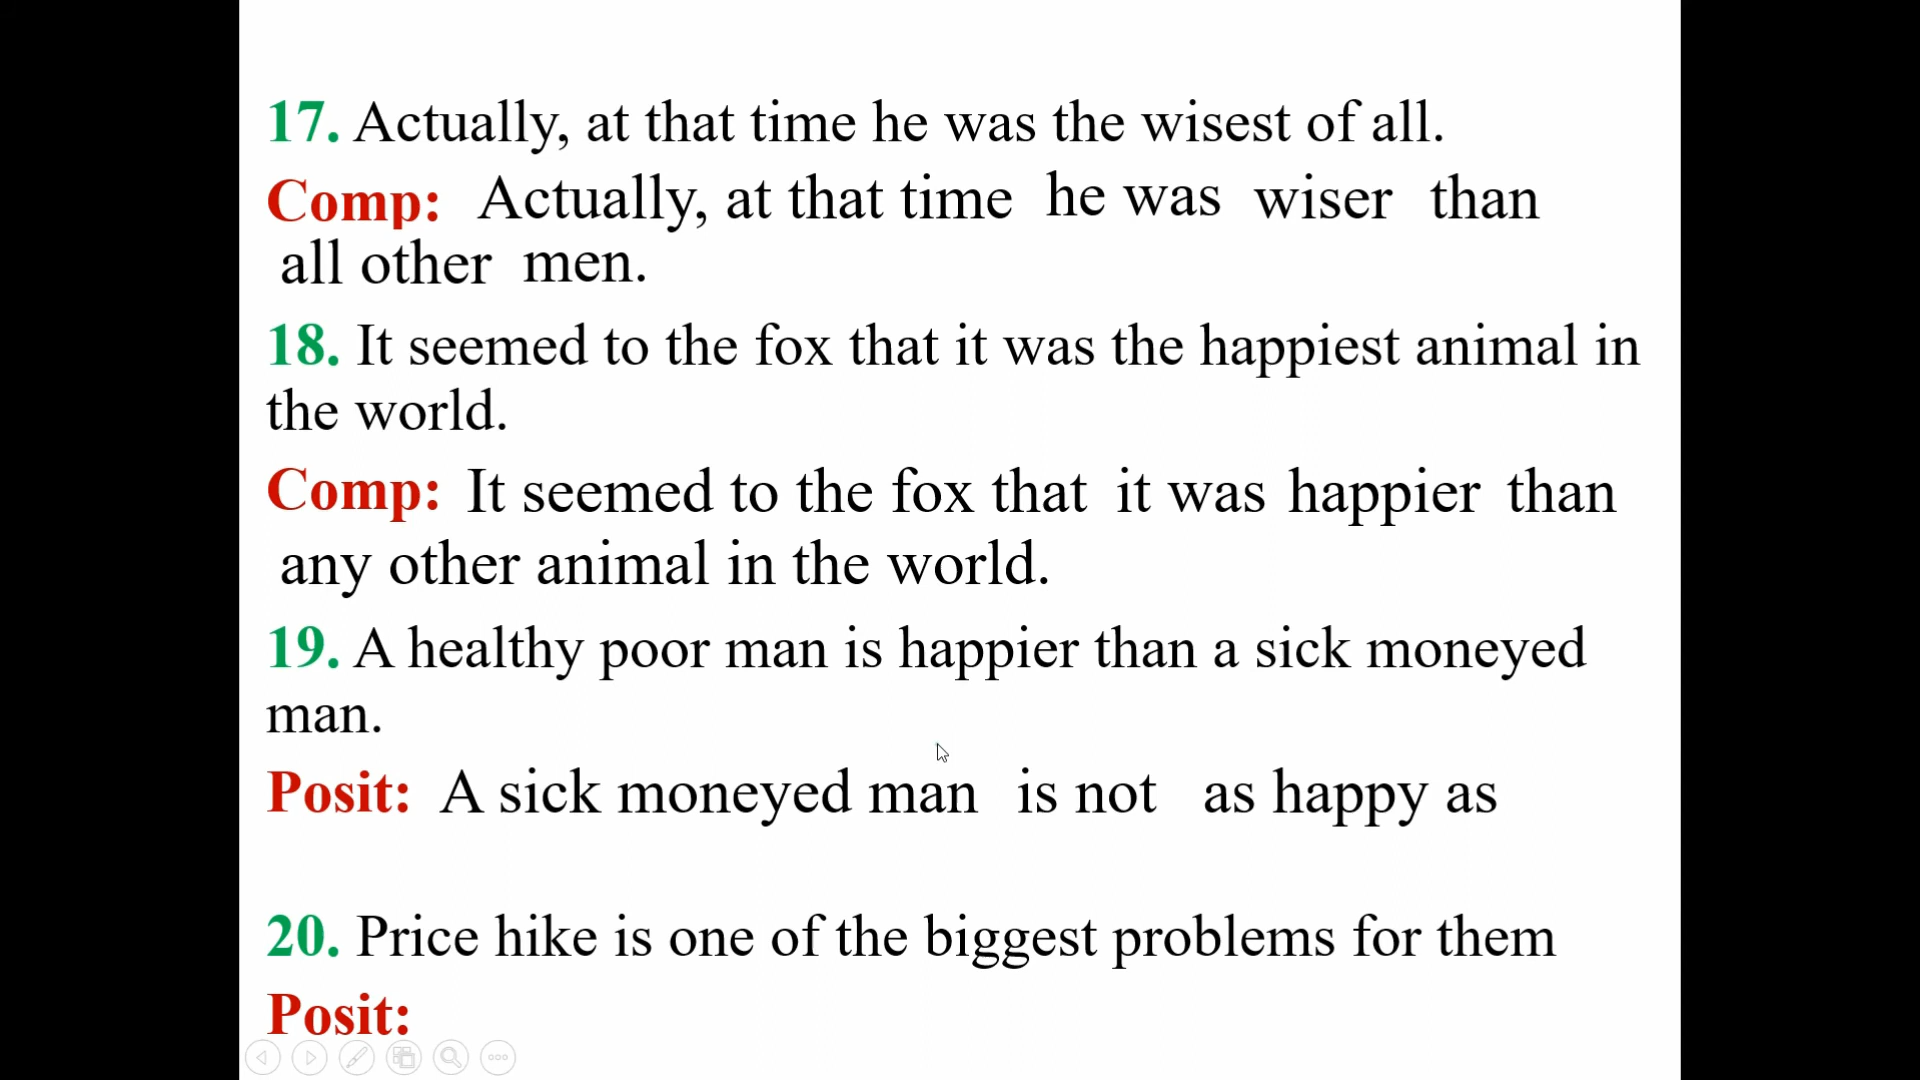 17. Actually, at that time he was the wisest of all.
Comp: Actually, at that time he was wiser than
all other men.
18. It seemed to the fox that it was the happiest animal in
the world.
Comp: It seemed to the fox that it was happier than
any other animal in the world.
19. A healthy poor man is happier than a sick moneyed
man.
Posit: A sick moneyed man is not as happy as
20. Price hike is one of the biggest problems for them
Posit: